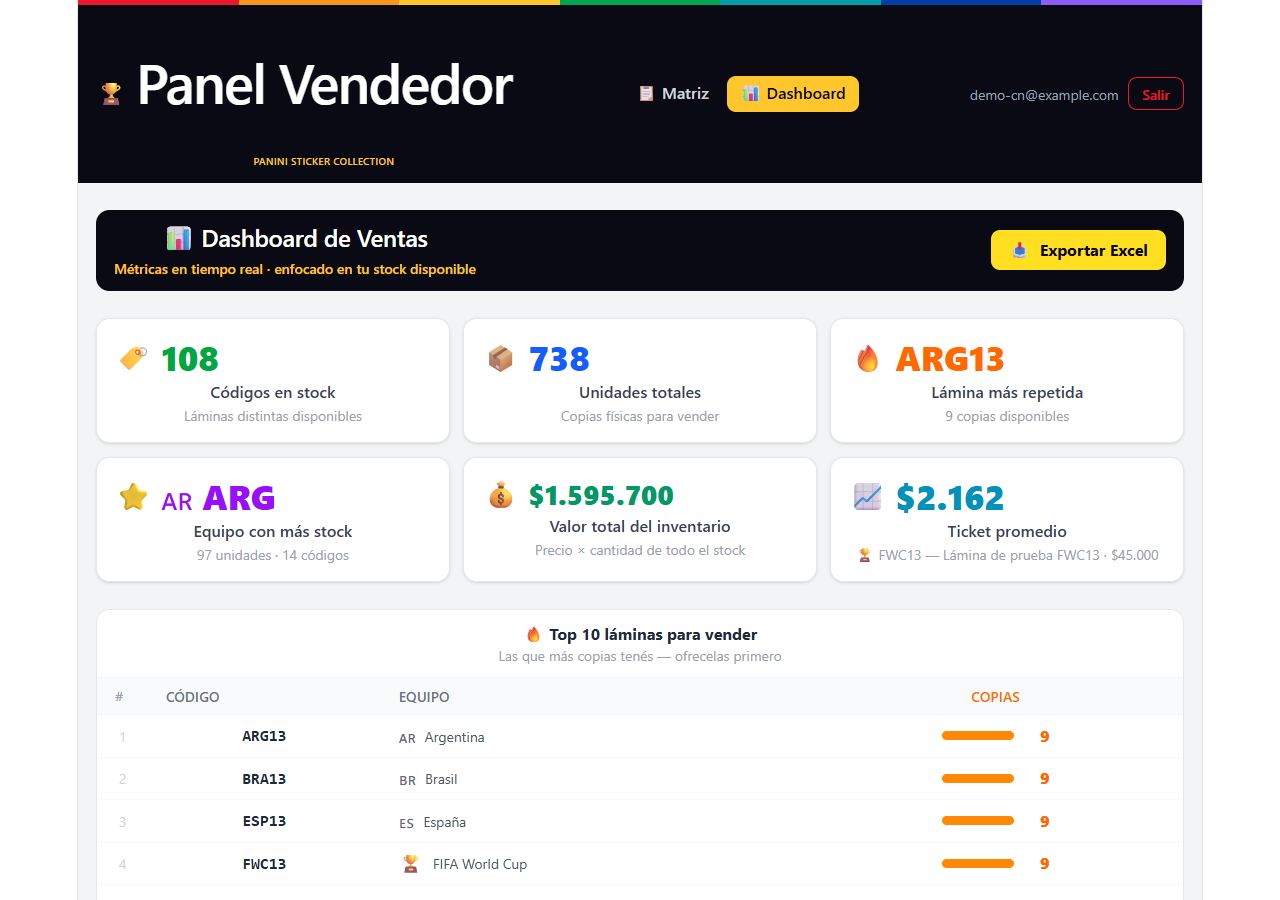 Panel Vendedor
PANINI STICKER COLLECTION
Matriz
Dashboard
demo-cn@example.com
Salir
Dashboard de Ventas
Métricas en tiempo real · enfocado en tu stock disponible
Exportar Excel
108
Códigos en stock
Láminas distintas disponibles
738
Unidades totales
Copias físicas para vender
ARG13
Lámina más repetida
9 copias disponibles
AR ARG
Equipo con más stock
97 unidades · 14 códigos
$1.595.700
Valor total del inventario
Precio × cantidad de todo el stock
$2.162
Ticket promedio
FWC13 — Lámina de prueba FWC13 · $45.000
Top 10 láminas para vender
Las que más copias tenés — ofrecelas primero
# CÓDIGO EQUIPO COPIAS
1 ARG13 AR Argentina 9
2 BRA13 BR Brasil 9
3 ESP13 ES España 9
4 FWC13 FIFA World Cup 9